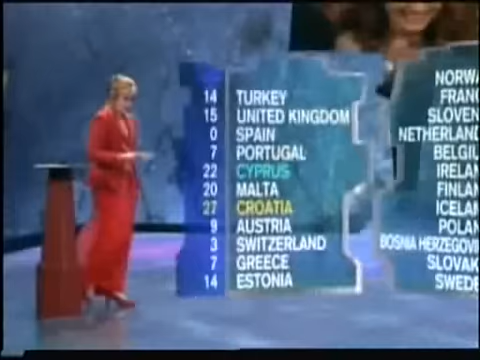 14 TURKEY
15 UNITED KINGDOM
0 SPAIN
7 PORTUGAL
22 CYPRUS
20 MALTA
27 CROATIA
9 AUSTRIA
3 SWITZERLAND
7 GREECE
14 ESTONIA
NORWA
FRANC
SLOVEN
NETHERLAND
BELGIU
IRELAN
FINLAN
ICELAN
POLAN
BOSNIA HERZEGOVI
SLOVAK
SWEDE